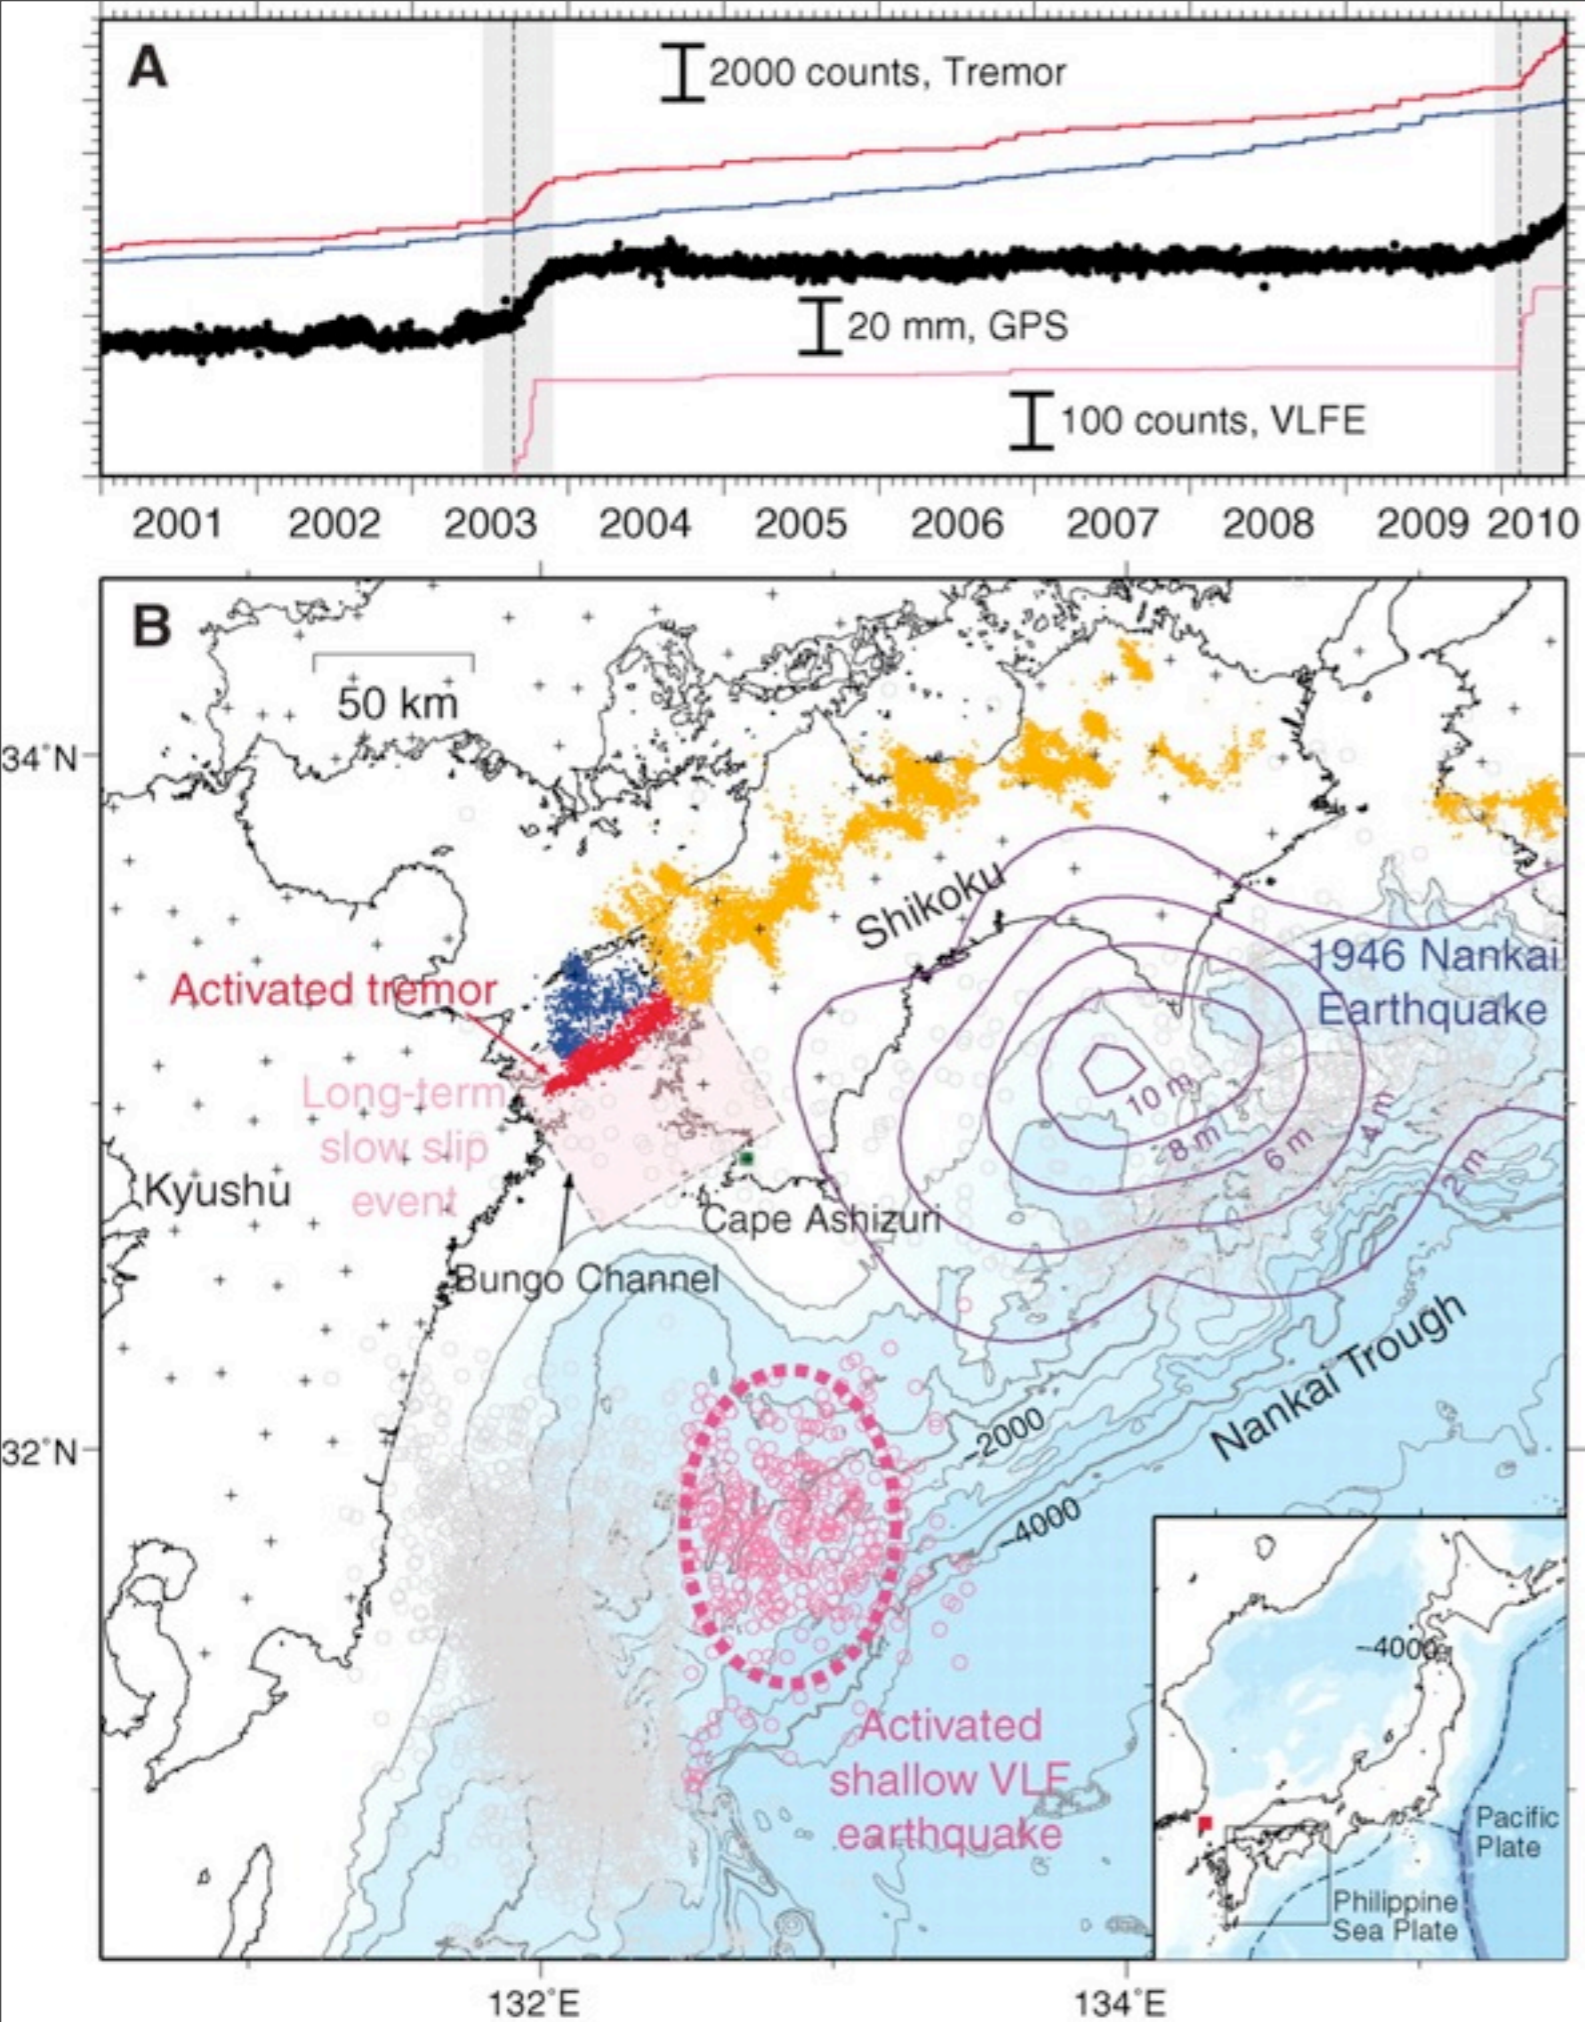 A
2000 counts, Tremor
20 mm, GPS
100 counts, VLFE
2001 2002 2003 2004 2005 2006 2007 2008 2009 2010
B
50 km
34°N
Shikoku
1946 Nankai
Earthquake
Activated tremor
Long-term
slow slip
event
10 m
8 m
6 m
4 m
2 m
Kyushu
Cape Ashizuri
Bungo Channel
Nankai Trough
32°N
-2000
-4000
Activated
shallow VLF
earthquake
-4000
Pacific
Plate
Philippine
Sea Plate
132°E
134°E